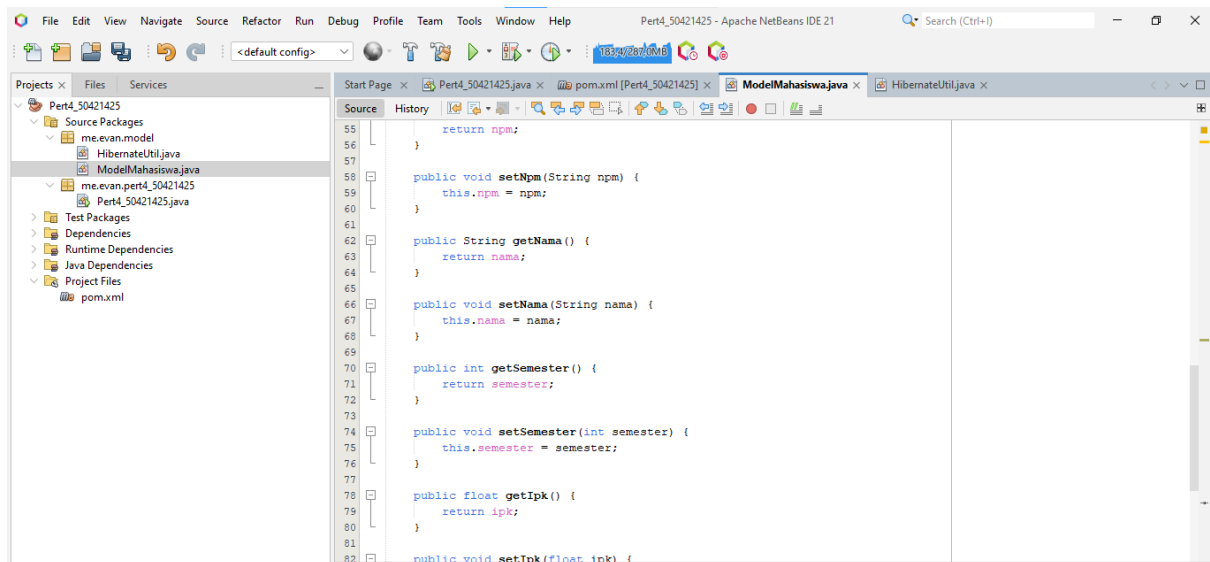 File Edit View Navigate Source Refactor Run Debug Profile Team Tools Window Help Pert4_50421425 - Apache NetBeans IDE 21 Search (Ctrl+I)
<default config> 183,4/287,0MB
Projects Files Services
Start Page Pert4_50421425.java pom.xml [Pert4_50421425] ModelMahasiswa.java HibernateUtil.java
Pert4_50421425
Source Packages
me.evan.model
HibernateUtil.java
ModelMahasiswa.java
me.evan.pert4_50421425
Pert4_50421425.java
Test Packages
Dependencies
Runtime Dependencies
Java Dependencies
Project Files
pom.xml
Source History
55 return npm;
56 }
57
58 public void setNpm(String npm) {
59 this.npm = npm;
60 }
61
62 public String getNama() {
63 return nama;
64 }
65
66 public void setNama(String nama) {
67 this.nama = nama;
68 }
69
70 public int getSemester() {
71 return semester;
72 }
73
74 public void setSemester(int semester) {
75 this.semester = semester;
76 }
77
78 public float getIpk() {
79 return ipk;
80 }
81
82 public void setIpk(float ipk) {